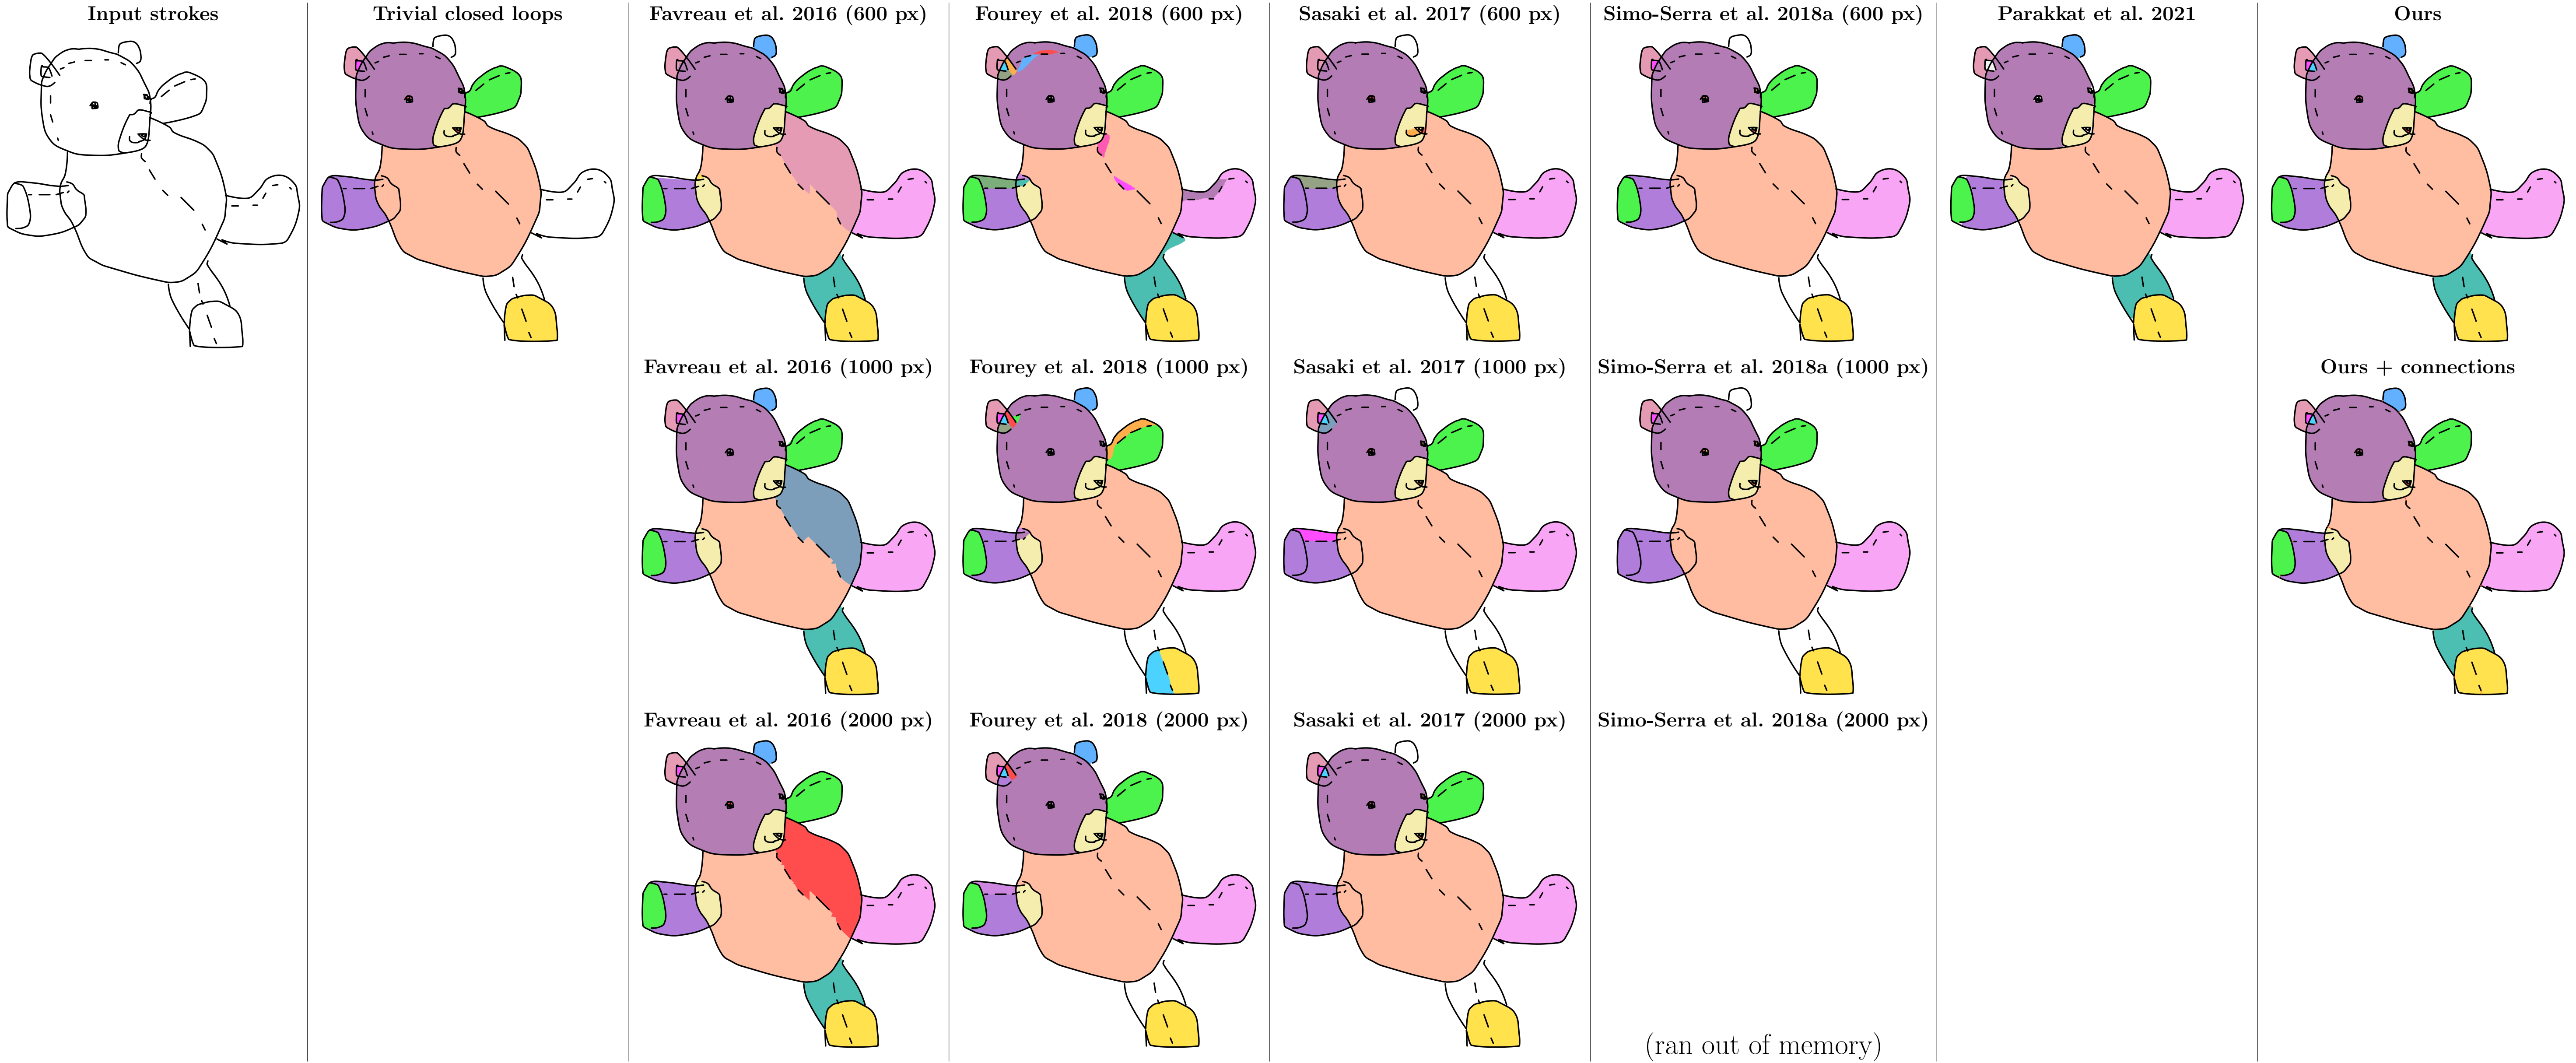 Input strokes
Trivial closed loops
Favreau et al. 2016 (600 px)
Fourey et al. 2018 (600 px)
Sasaki et al. 2017 (600 px)
Simo-Serra et al. 2018a (600 px)
Parakkat et al. 2021
Ours
Favreau et al. 2016 (1000 px)
Fourey et al. 2018 (1000 px)
Sasaki et al. 2017 (1000 px)
Simo-Serra et al. 2018a (1000 px)
Ours + connections
Favreau et al. 2016 (2000 px)
Fourey et al. 2018 (2000 px)
Sasaki et al. 2017 (2000 px)
Simo-Serra et al. 2018a (2000 px)
(ran out of memory)